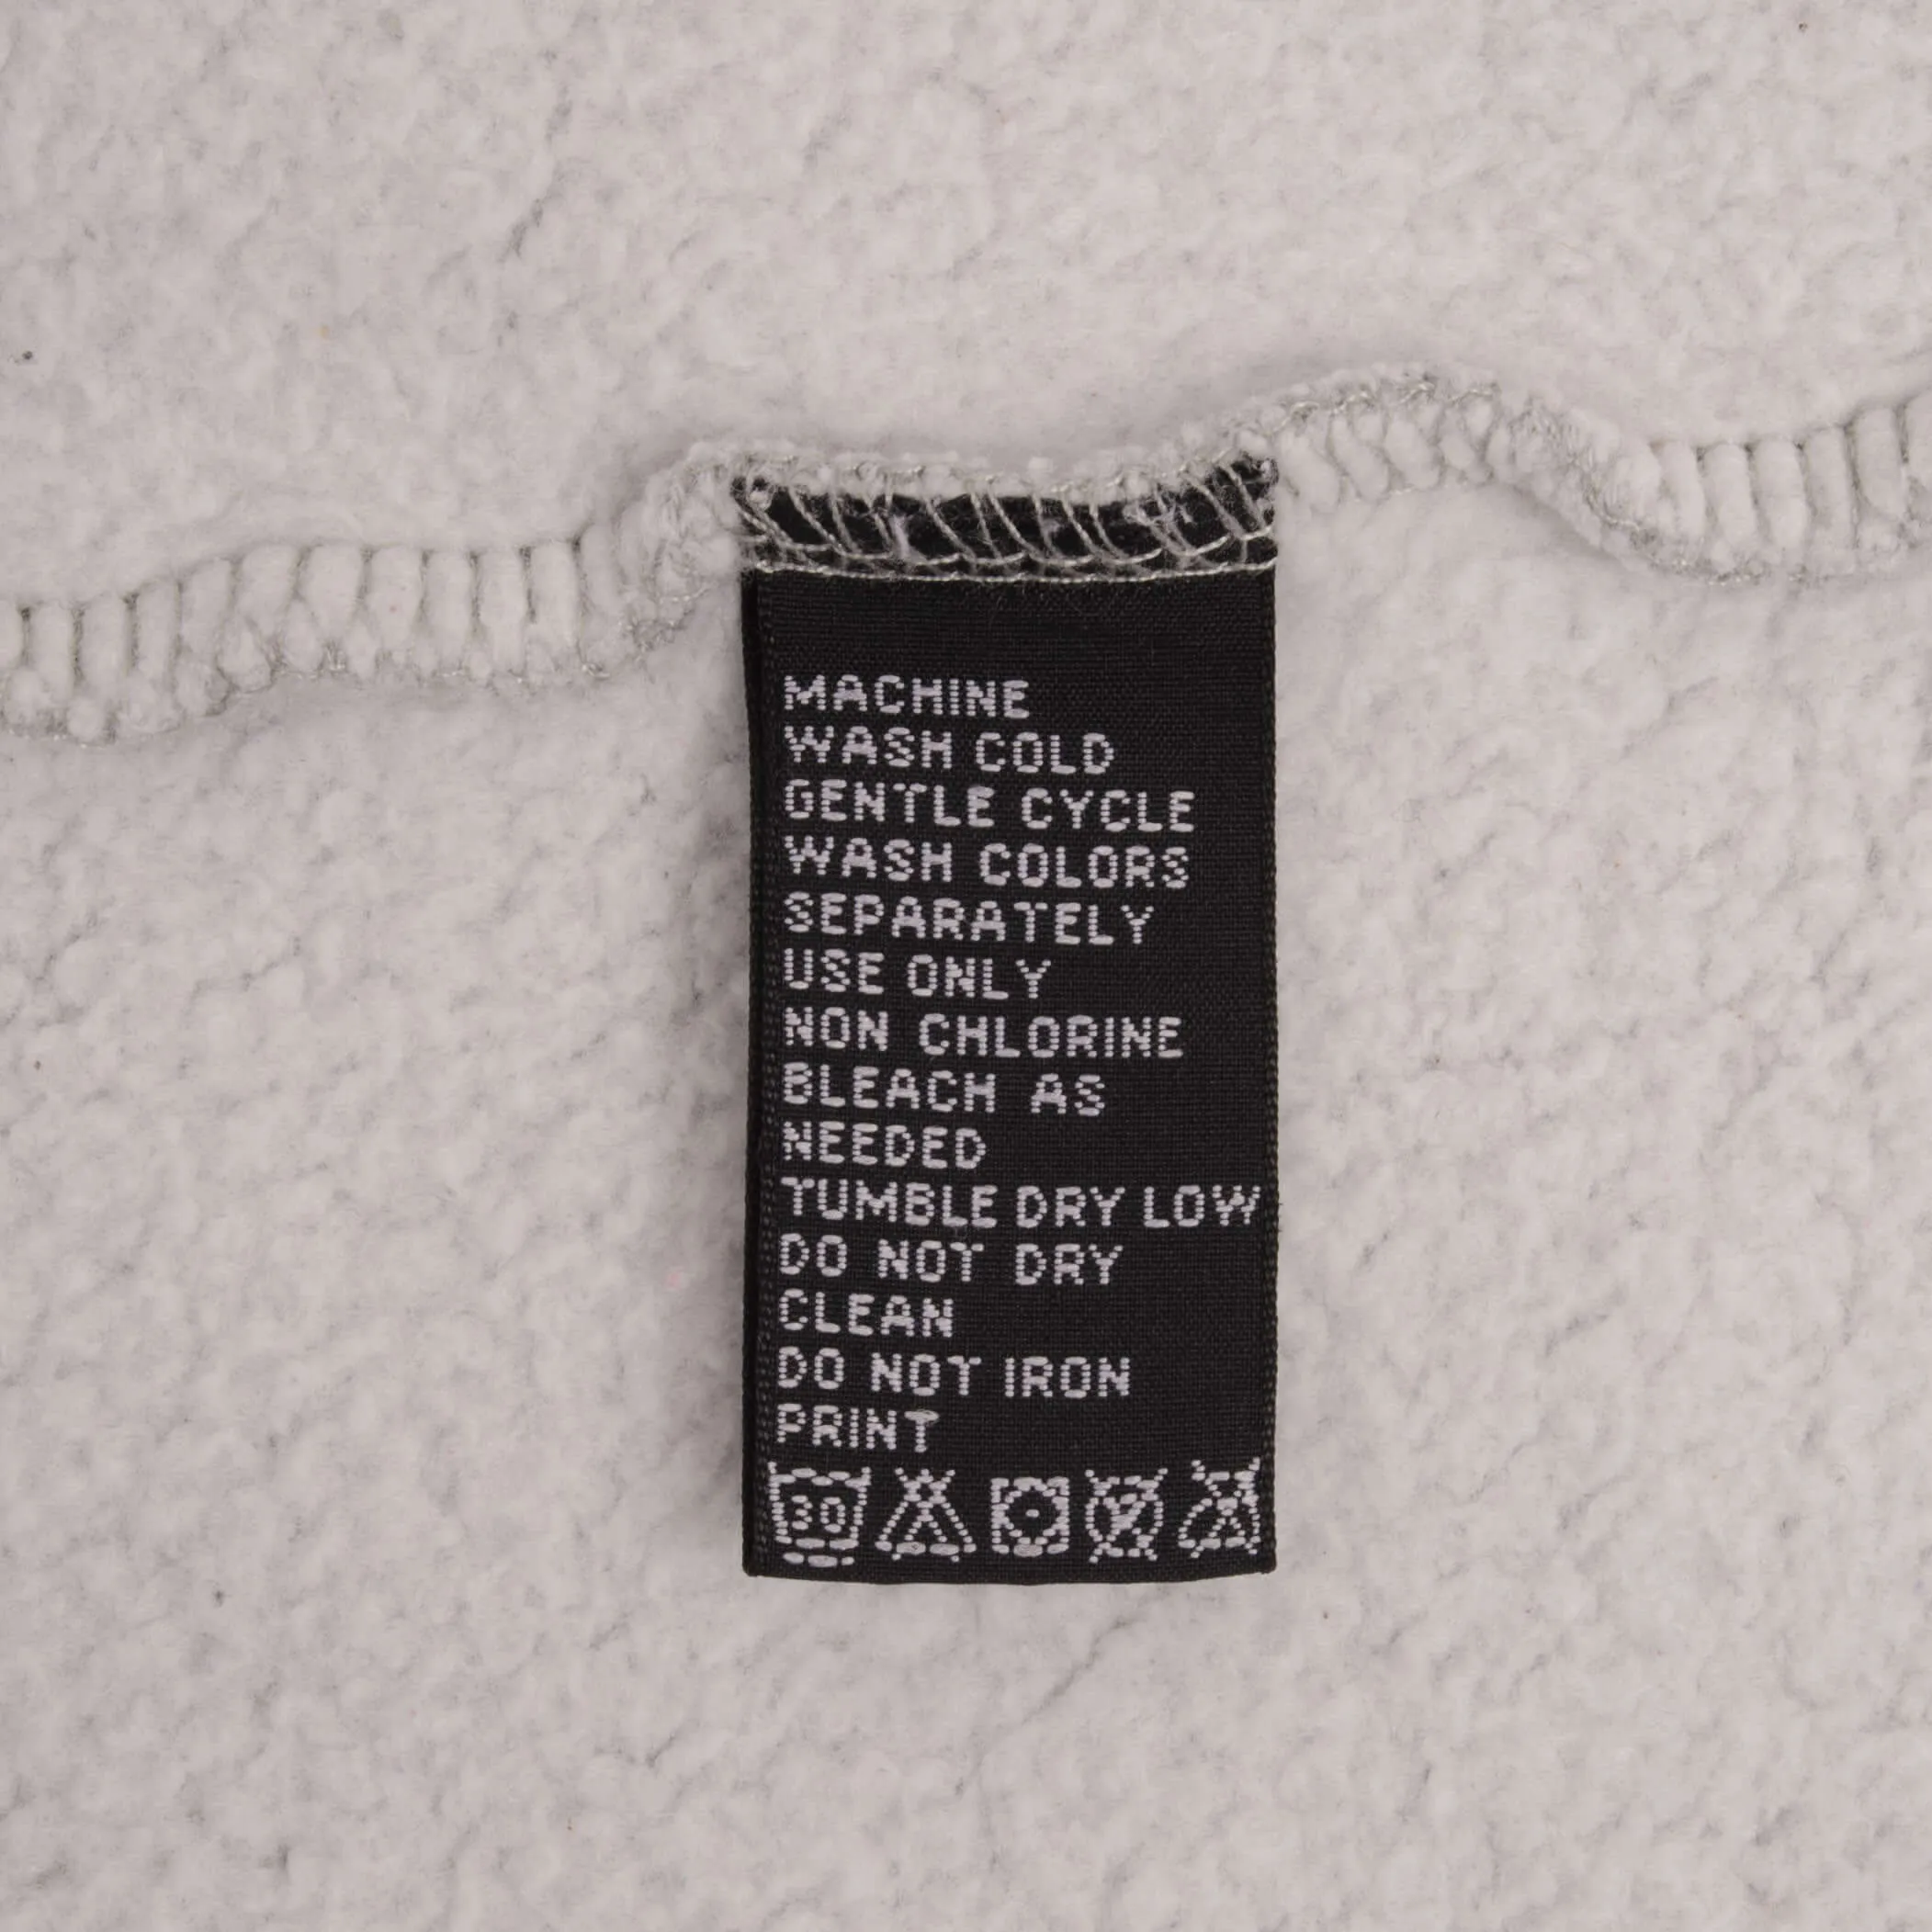 MACHINE
WASH COLD
GENTLE CYCLE
WASH COLORS
SEPARATELY
USE ONLY
NON CHLORINE
BLEACH AS
NEEDED
TUMBLE DRY LOW
DO NOT DRY
CLEAN
DO NOT IRON
PRINT
30